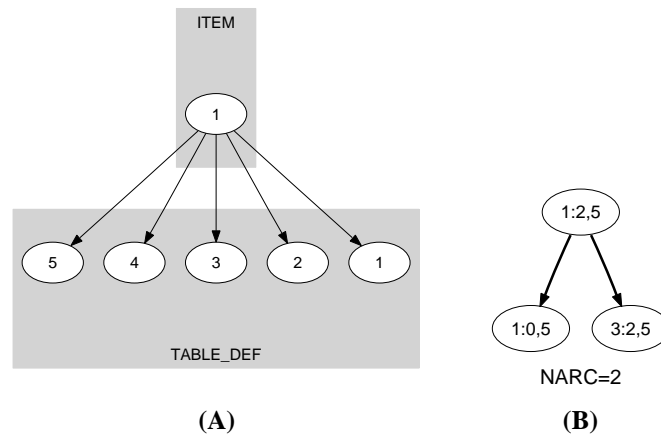 ITEM
1
5 4 3 2 1
TABLE_DEF
1:2,5
1:0,5 3:2,5
NARC=2
(A) (B)